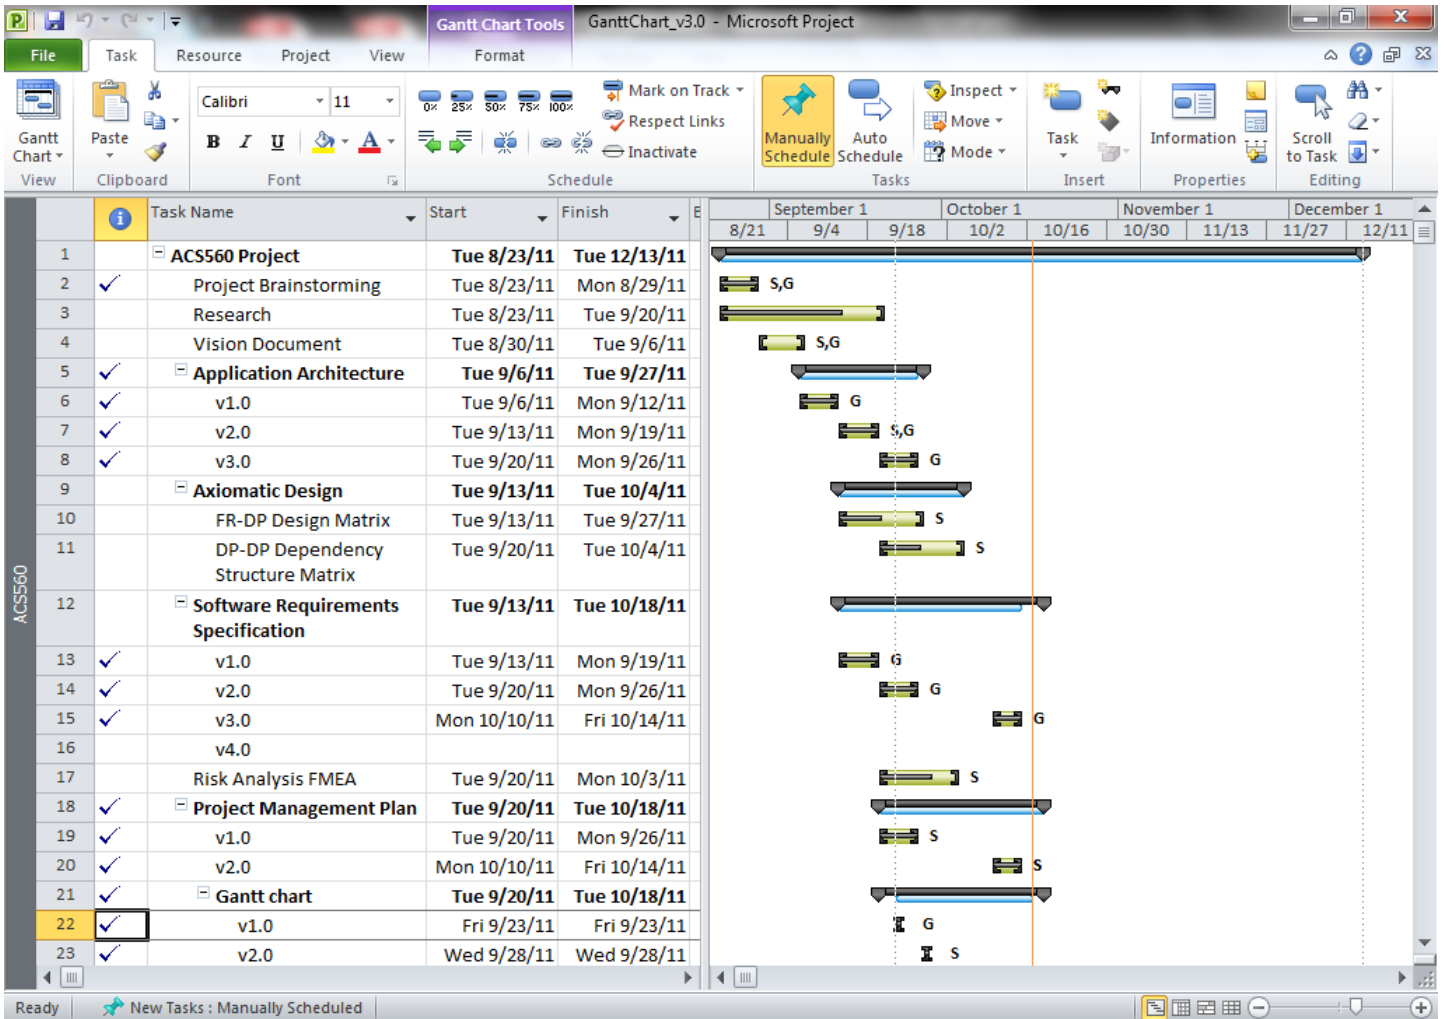 P
Gantt Chart Tools
GanttChart_v3.0 - Microsoft Project
File Task Resource Project View Format
Gantt Chart
Paste
Calibri 11
B I U A
0% 25% 50% 75% 100%
Mark on Track
Respect Links
Inactivate
Manually Schedule
Auto Schedule
Inspect
Move
Mode
Task
Information
Scroll to Task
View Clipboard Font Schedule Tasks Insert Properties Editing
Task Name Start Finish
September 1 October 1 November 1 December 1
8/21 9/4 9/18 10/2 10/16 10/30 11/13 11/27 12/11
ACS560
1 ACS560 Project Tue 8/23/11 Tue 12/13/11
2 Project Brainstorming Tue 8/23/11 Mon 8/29/11 S,G
3 Research Tue 8/23/11 Tue 9/20/11
4 Vision Document Tue 8/30/11 Tue 9/6/11 S,G
5 Application Architecture Tue 9/6/11 Tue 9/27/11
6 v1.0 Tue 9/6/11 Mon 9/12/11 G
7 v2.0 Tue 9/13/11 Mon 9/19/11 S,G
8 v3.0 Tue 9/20/11 Mon 9/26/11 G
9 Axiomatic Design Tue 9/13/11 Tue 10/4/11
10 FR-DP Design Matrix Tue 9/13/11 Tue 9/27/11 S
11 DP-DP Dependency Tue 9/20/11 Tue 10/4/11 S
Structure Matrix
12 Software Requirements Tue 9/13/11 Tue 10/18/11
Specification
13 v1.0 Tue 9/13/11 Mon 9/19/11 G
14 v2.0 Tue 9/20/11 Mon 9/26/11 G
15 v3.0 Mon 10/10/11 Fri 10/14/11 G
16 v4.0
17 Risk Analysis FMEA Tue 9/20/11 Mon 10/3/11 S
18 Project Management Plan Tue 9/20/11 Tue 10/18/11
19 v1.0 Tue 9/20/11 Mon 9/26/11 S
20 v2.0 Mon 10/10/11 Fri 10/14/11 S
21 Gantt chart Tue 9/20/11 Tue 10/18/11
22 v1.0 Fri 9/23/11 Fri 9/23/11 G
23 v2.0 Wed 9/28/11 Wed 9/28/11 S
Ready New Tasks : Manually Scheduled